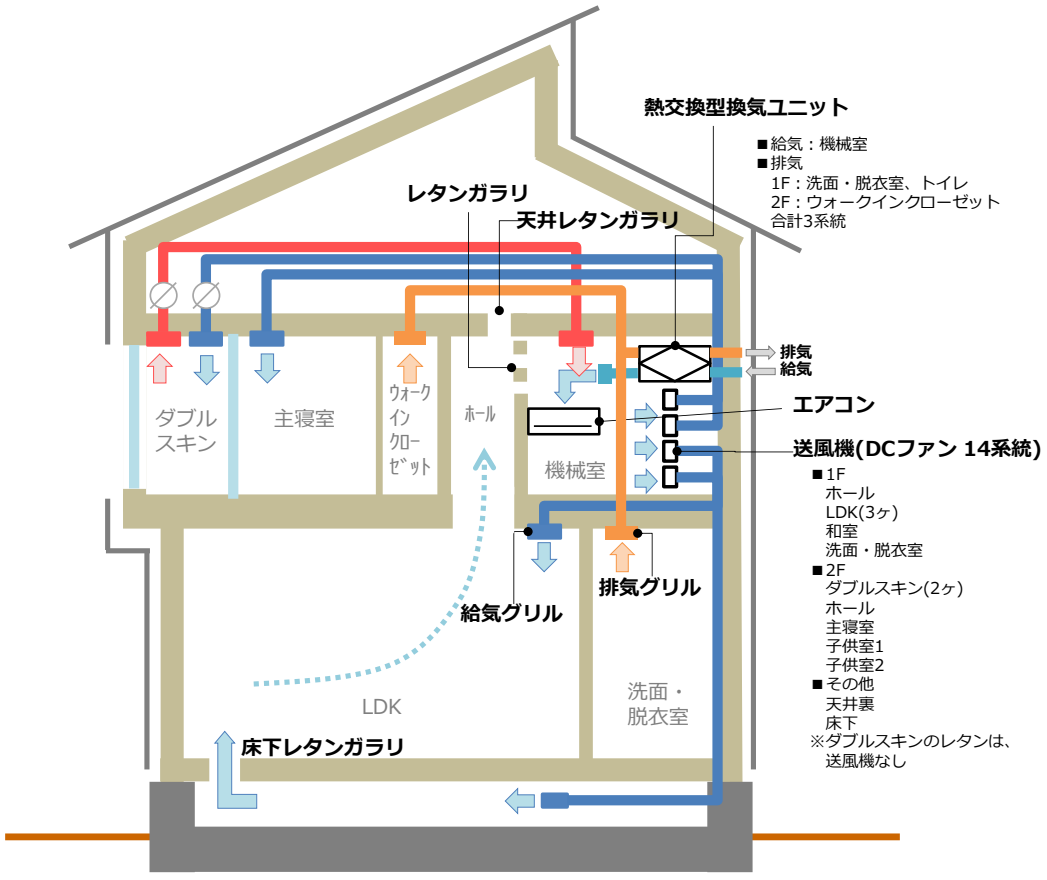 熱交換型換気ユニット
■給気：機械室
■排気
1F：洗面・脱衣室、トイレ
2F：ウォークインクローゼット
合計3系統
レタンガラリ
天井レタンガラリ
排気
給気
エアコン
送風機(DCファン 14系統)
■1F
ホール
LDK(3ヶ)
和室
洗面・脱衣室
■2F
ダブルスキン(2ヶ)
ホール
主寝室
子供室1
子供室2
■その他
天井裏
床下
※ダブルスキンのレタンは、
送風機なし
ダブル
スキン
主寝室
ｳｫｰｸ
ｲﾝ
ｸﾛｰ
ｾﾞｯﾄ
ﾎｰﾙ
機械室
給気グリル
排気グリル
LDK
洗面・
脱衣室
床下レタンガラリ